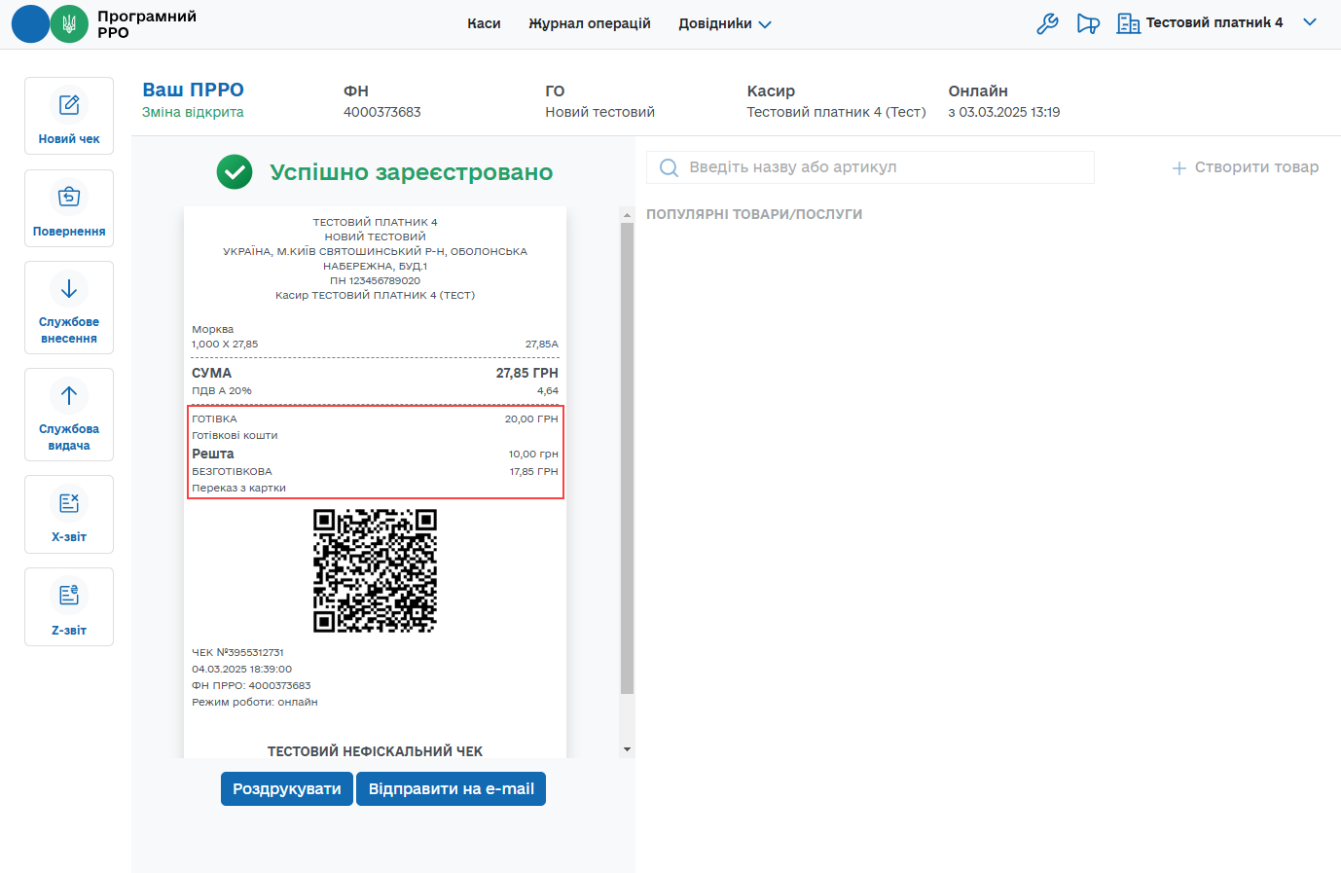 Програмний
РРО
Каси
Журнал операцій
Довідники
Тестовий платник 4
Новий чек
Повернення
Службове
внесення
Службова
видача
X-звіт
Z-звіт
Ваш ПРРО
Зміна відкрита
ФН
4000373683
ГО
Новий тестовий
Касир
Тестовий платник 4 (Тест)
Онлайн
з 03.03.2025 13:19
Успішно зареєстровано
ТЕСТОВИЙ ПЛАТНИК 4
НОВИЙ ТЕСТОВИЙ
УКРАЇНА, М.КИЇВ СВЯТОШИНСЬКИЙ Р-Н, ОБОЛОНСЬКА
НАБЕРЕЖНА, БУД.1
ПН 123456789020
Касир ТЕСТОВИЙ ПЛАТНИК 4 (ТЕСТ)
Морква
1,000 X 27,85 27,85А
СУМА 27,85 ГРН
ПДВ А 20% 4,64
ГОТІВКА 20,00 ГРН
Готівкові кошти
Решта 10,00 грн
БЕЗГОТІВКОВА 17,85 ГРН
Переказ з картки
ЧЕК №3955312731
04.03.2025 18:39:00
ФН ПРРО: 4000373683
Режим роботи: онлайн
ТЕСТОВИЙ НЕФІСКАЛЬНИЙ ЧЕК
Роздрукувати
Відправити на e-mail
Введіть назву або артикул
Створити товар
ПОПУЛЯРНІ ТОВАРИ/ПОСЛУГИ